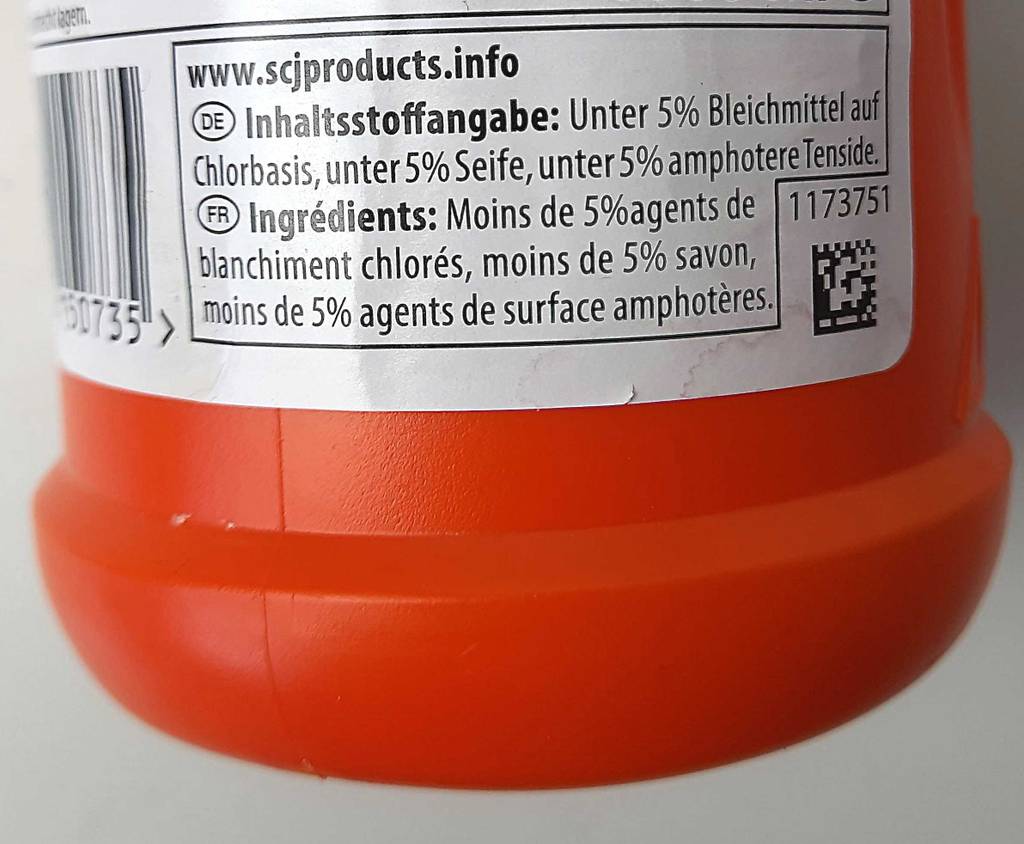 lagern.
www.scjproducts.info
DE Inhaltsstoffangabe: Unter 5% Bleichmittel auf
Chlorbasis, unter 5% Seife, unter 5% amphotere Tenside.
FR Ingrédients: Moins de 5%agents de
blanchiment chlorés, moins de 5% savon,
moins de 5% agents de surface amphotères.
1173751
60735 >